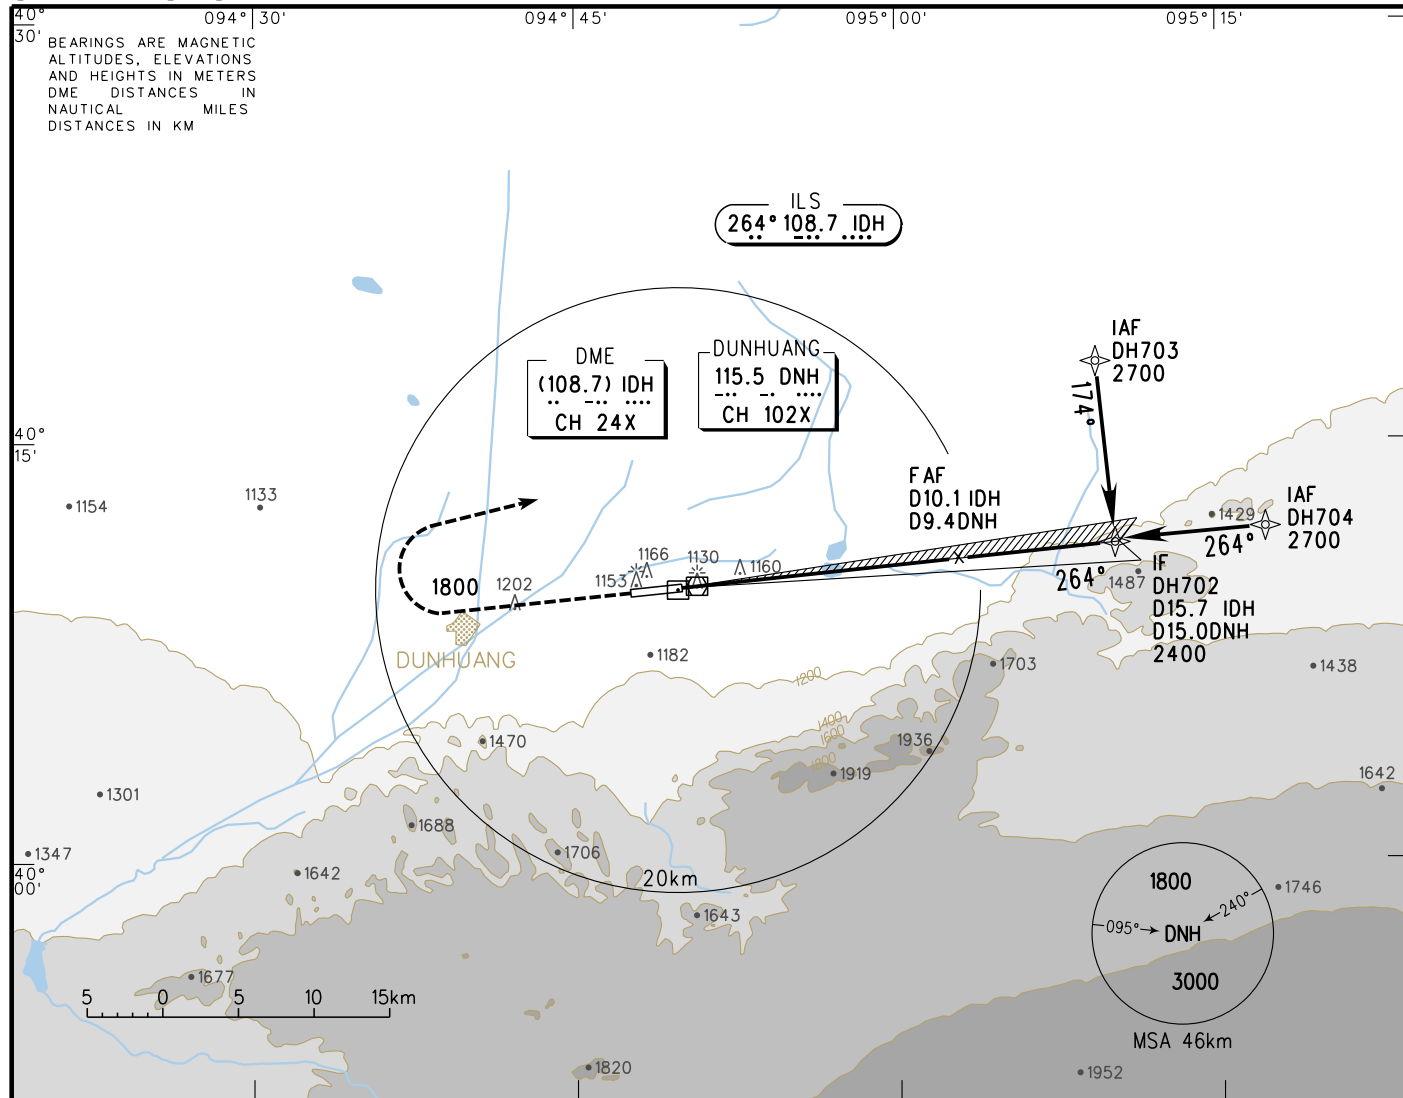 094°30'
094°45'
095°00'
095°15'
40°
30'
BEARINGS ARE MAGNETIC
ALTITUDES, ELEVATIONS
AND HEIGHTS IN METERS
DME DISTANCES IN
NAUTICAL MILES
DISTANCES IN KM
ILS
264° 108.7 IDH
DME
(108.7) IDH
CH 24X
DUNHUANG
115.5 DNH
CH 102X
IAF
DH703
2700
174°
40°
15'
FAF
D10.1 IDH
D9.4DNH
IAF
DH704
2700
1154
1133
1429
264°
1166
1130
1160
1153
1800
1202
264°
1487
IF
DH702
D15.7 IDH
D15.0DNH
2400
DUNHUANG
1182
1200
1703
1438
1400
1600
1800
1470
1936
1919
1642
1301
1688
1706
1347
40°
00'
1642
20km
1643
1800
1746
095°
240°
DNH
3000
MSA 46km
1677
5 0 5 10 15km
1820
1952